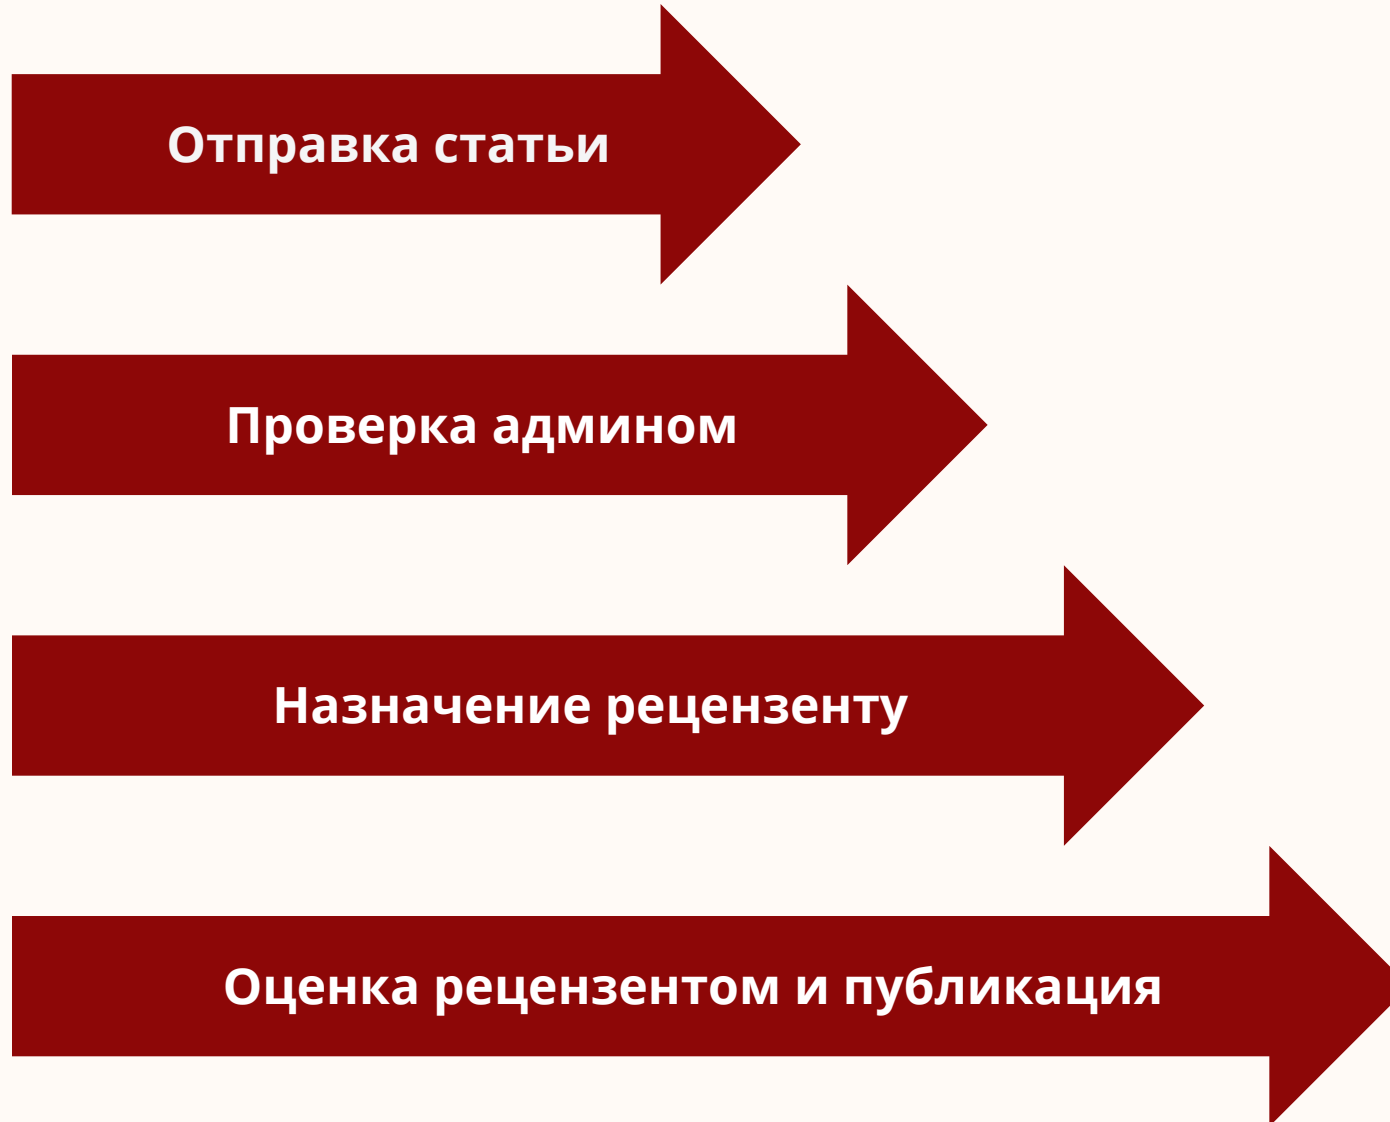 Отправка статьи
Проверка админом
Назначение рецензенту
Оценка рецензентом и публикация